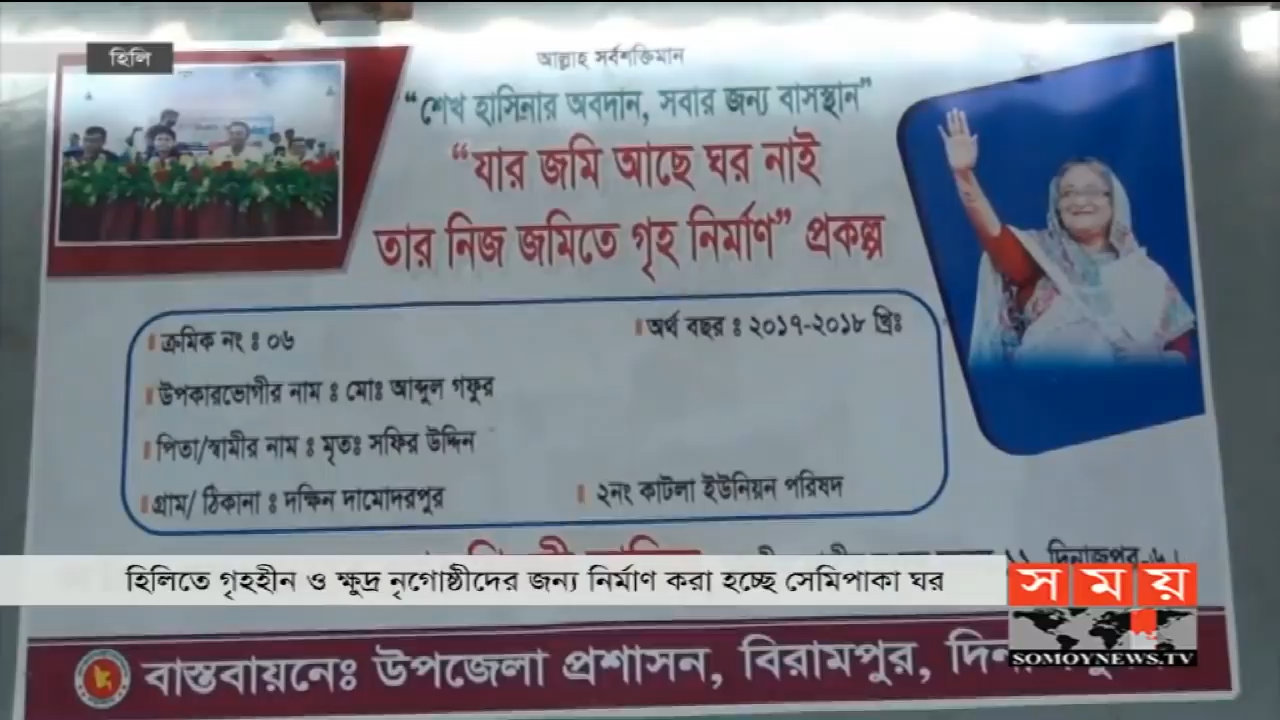 হিলি
আল্লাহ সর্বশক্তিমান
“শেখ হাসিনার অবদান, সবার জন্য বাসস্থান”
“যার জমি আছে ঘর নাই
তার নিজ জমিতে গৃহ নির্মাণ” প্রকল্প
ক্রমিক নং ঃ ০৬
অর্থ বছর ঃ ২০১৭-২০১৮ খ্রিঃ
উপকারভোগীর নাম ঃ মোঃ আব্দুল গফুর
পিতা/স্বামীর নাম ঃ মৃতঃ সফির উদ্দিন
গ্রাম/ ঠিকানা ঃ দক্ষিন দামোদরপুর
২নং কাটলা ইউনিয়ন পরিষদ
দিনাজপুর-৬।
হিলিতে গৃহহীন ও ক্ষুদ্র নৃগোষ্ঠীদের জন্য নির্মাণ করা হচ্ছে সেমিপাকা ঘর
সময়
SOMOYNEWS.TV
বাস্তবায়নেঃ উপজেলা প্রশাসন, বিরামপুর,